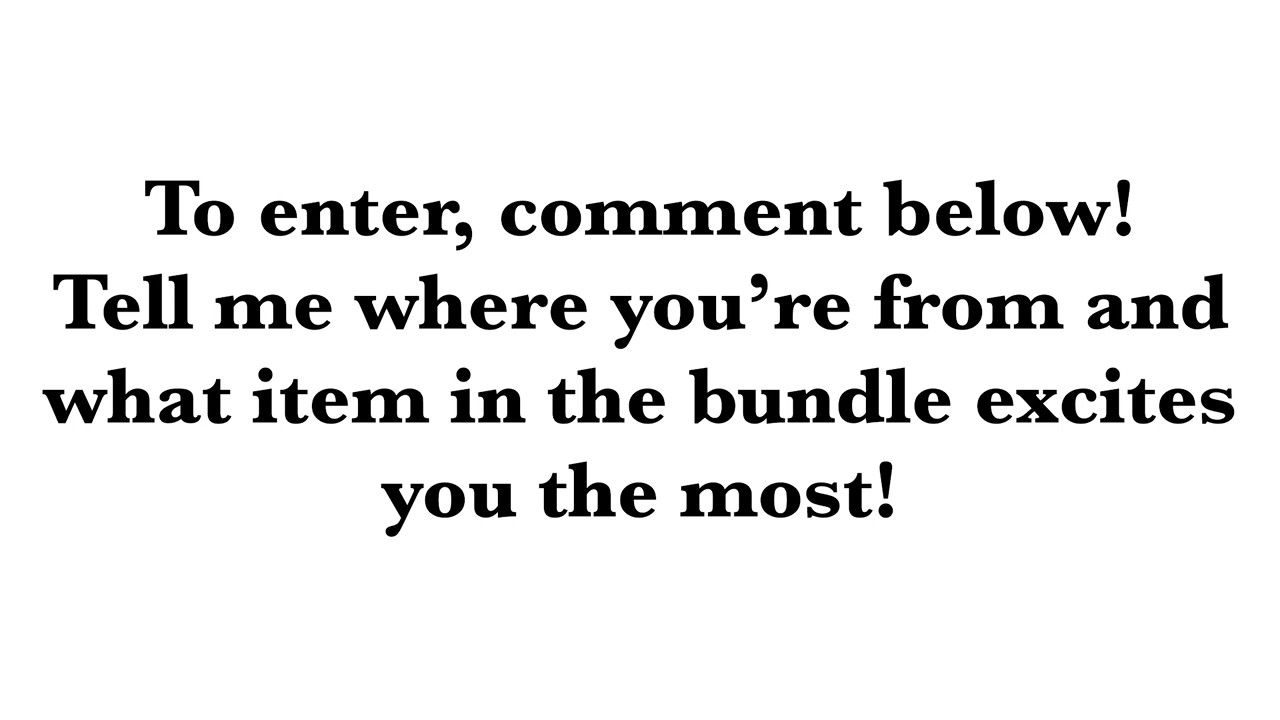 To enter, comment below!
Tell me where you’re from and
what item in the bundle excites
you the most!